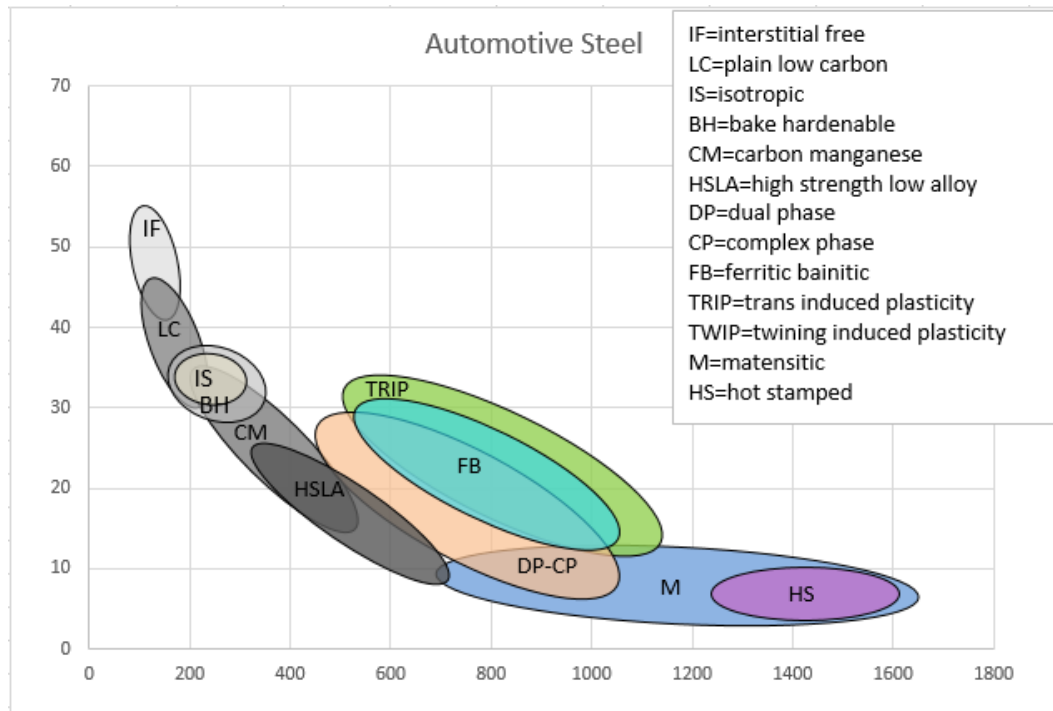 Automotive Steel
IF=interstitial free
LC=plain low carbon
IS=isotropic
BH=bake hardenable
CM=carbon manganese
HSLA=high strength low alloy
DP=dual phase
CP=complex phase
FB=ferritic bainitic
TRIP=trans induced plasticity
TWIP=twining induced plasticity
M=matensitic
HS=hot stamped
70
60
50
40
30
20
10
0
IF
LC
IS
BH
CM
HSLA
TRIP
FB
DP-CP
M
HS
0 200 400 600 800 1000 1200 1400 1600 1800